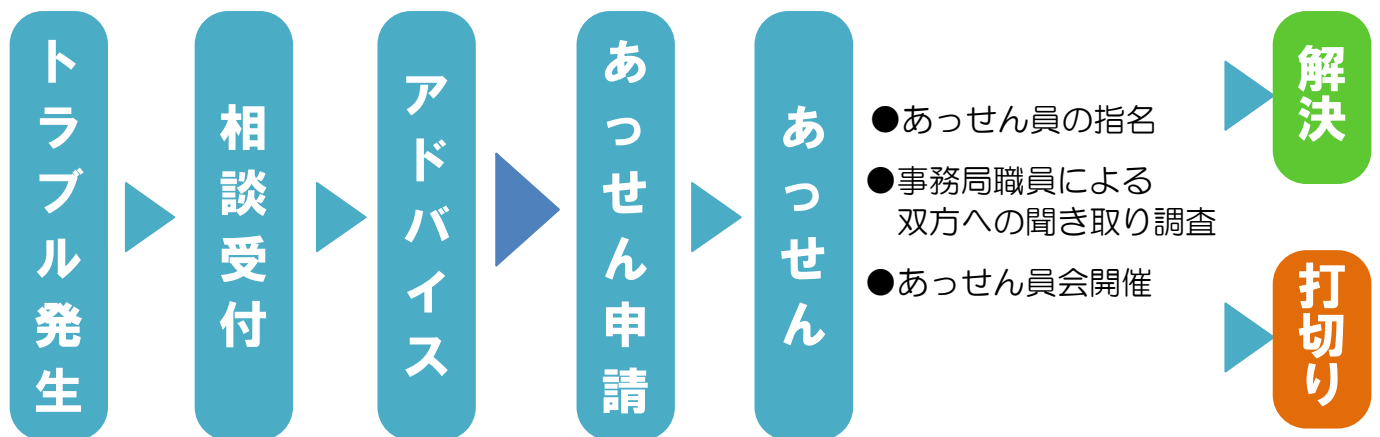 トラブル発生
相談受付
アドバイス
あっせん申請
あっせん
●あっせん員の指名
●事務局職員による
双方への聞き取り調査
●あっせん員会開催
解決
打切り